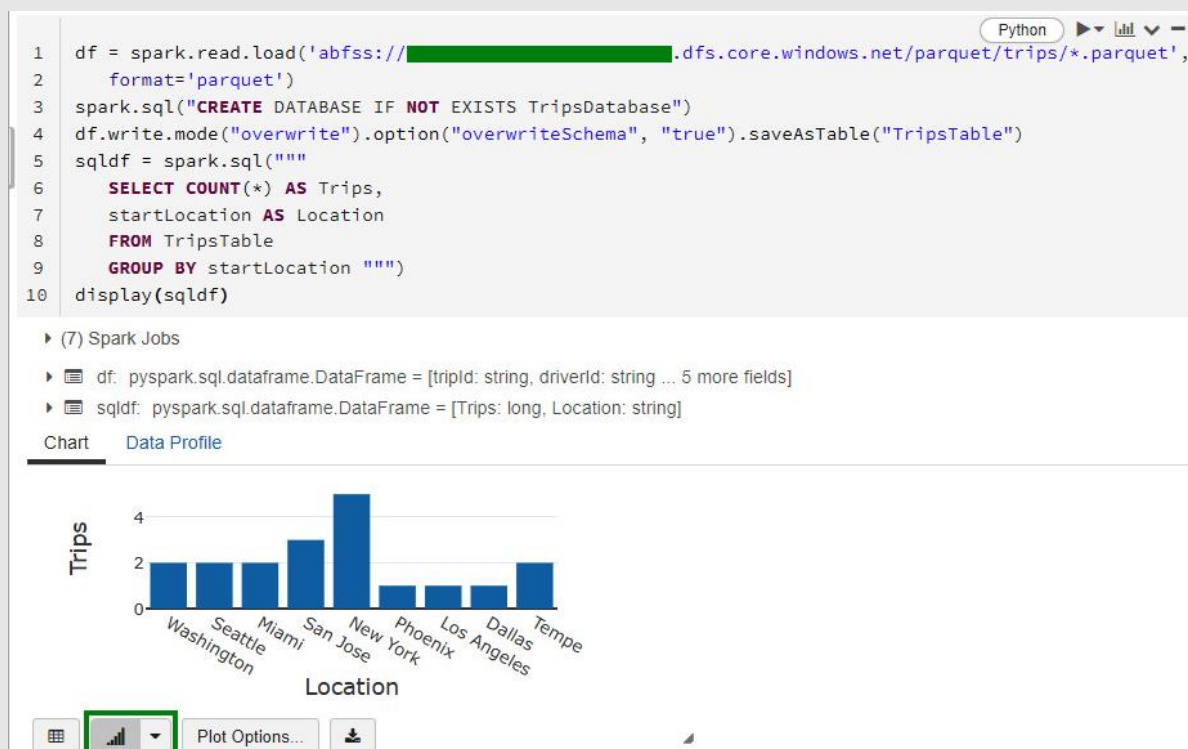 Python
1 df = spark.read.load('abfss:// .dfs.core.windows.net/parquet/trips/*.parquet',
2 format='parquet')
3 spark.sql("CREATE DATABASE IF NOT EXISTS TripsDatabase")
4 df.write.mode("overwrite").option("overwriteSchema", "true").saveAsTable("TripsTable")
5 sqldf = spark.sql("""
6 SELECT COUNT(*) AS Trips,
7 startLocation AS Location
8 FROM TripsTable
9 GROUP BY startLocation """)
10 display(sqldf)
(7) Spark Jobs
df: pyspark.sql.dataframe.DataFrame = [tripId: string, driverId: string ... 5 more fields]
sqldf: pyspark.sql.dataframe.DataFrame = [Trips: long, Location: string]
Chart Data Profile
Trips
4
2
0
Washington Seattle Miami San Jose New York Phoenix Los Angeles Dallas Tempe
Location
Plot Options...